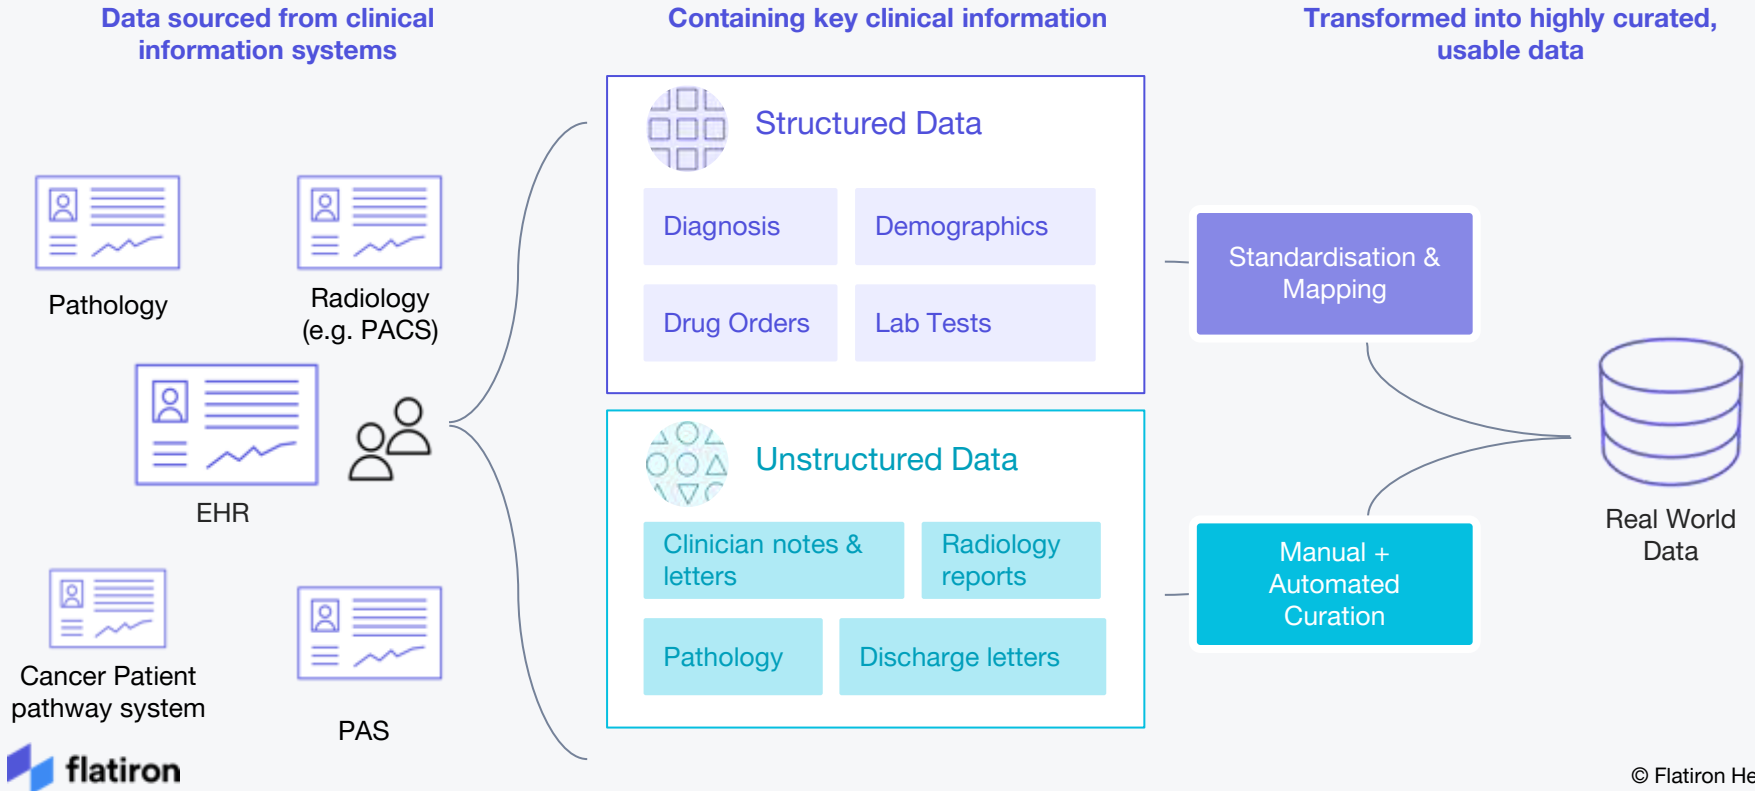 Data sourced from clinical
information systems
Containing key clinical information
Transformed into highly curated,
usable data
Pathology
Radiology
(e.g. PACS)
EHR
Cancer Patient
pathway system
PAS
Structured Data
Diagnosis
Demographics
Drug Orders
Lab Tests
Unstructured Data
Clinician notes &
letters
Radiology
reports
Pathology
Discharge letters
Standardisation &
Mapping
Manual +
Automated
Curation
Real World
Data
flatiron
© Flatiron He